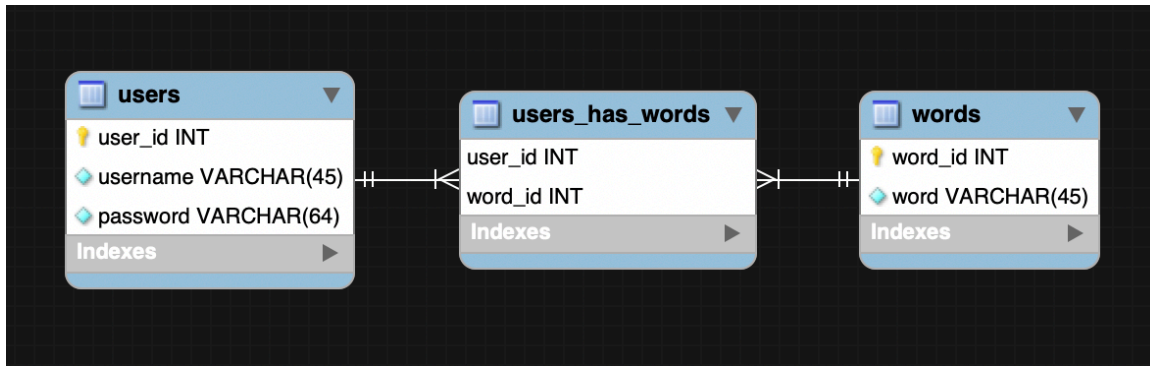 users
user_id INT
username VARCHAR(45)
password VARCHAR(64)
Indexes
users_has_words
user_id INT
word_id INT
Indexes
words
word_id INT
word VARCHAR(45)
Indexes